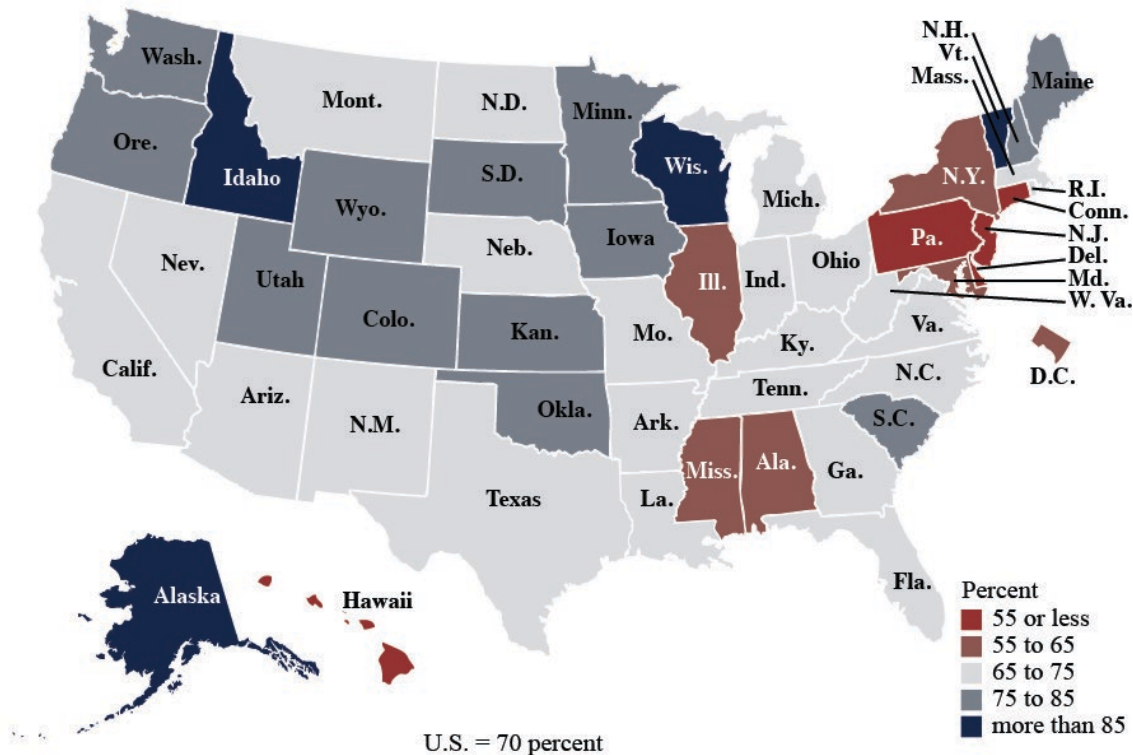 N.H.
Vt.
Mass.
Wash.
Maine
Mont.
N.D.
Minn.
Ore.
Idaho
S.D.
Wis.
N.Y.
R.I.
Conn.
N.J.
Del.
Md.
W. Va.
Wyo.
Mich.
Iowa
Pa.
Neb.
Nev.
Utah
Colo.
Ill.
Ind.
Ohio
Kan.
Mo.
Va.
Ky.
Calif.
D.C.
Ariz.
N.M.
Okla.
Ark.
Tenn.
N.C.
S.C.
Texas
La.
Miss.
Ala.
Ga.
Fla.
Alaska
Hawaii
Percent
55 or less
55 to 65
65 to 75
75 to 85
more than 85
U.S. = 70 percent